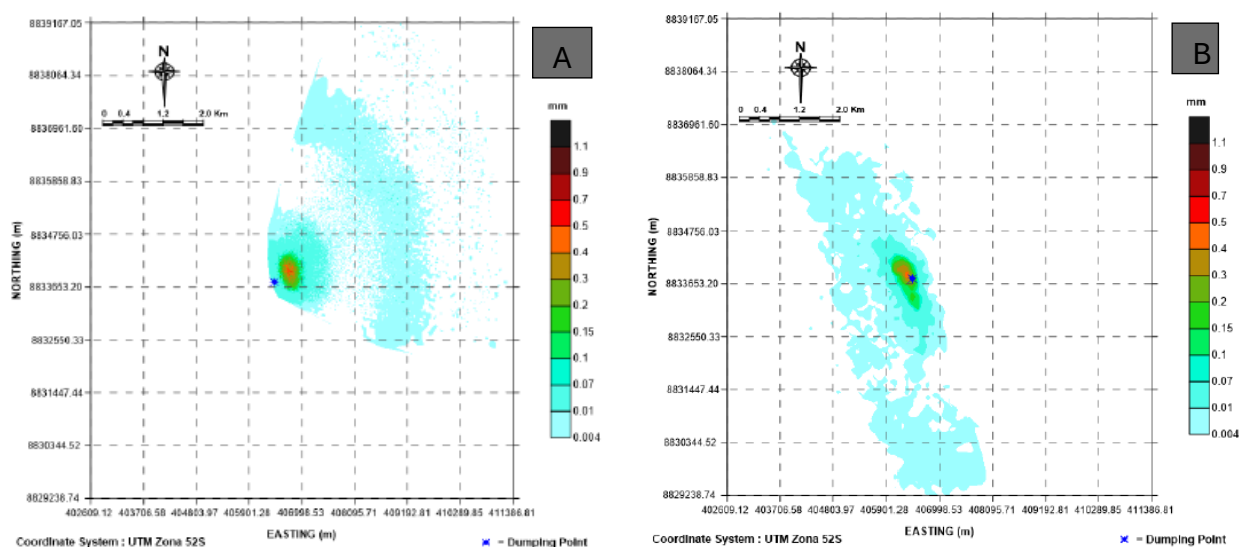 8839167.05
A
N
8838064.34
0 0.4 1.2 2.0 Km
mm
8836961.60
1.1
0.9
8835858.83
0.7
0.5
8834756.03
0.4
NORTHING (m)
0.3
8833653.20
0.2
0.15
8832550.33
0.1
0.07
8831447.44
0.01
0.004
8830344.52
8829238.74
402609.12 403706.58 404803.97 405901.28 406998.53 408095.71 409192.81 410289.85 411386.81
EASTING (m)
Coordinate System : UTM Zona 52S
= Dumping Point
8839167.05
B
N
8838064.34
0 0.4 1.2 2.0 Km
mm
8836961.60
1.1
0.9
8835858.83
0.7
0.5
8834756.03
0.4
NORTHING (m)
0.3
8833653.20
0.2
0.15
8832550.33
0.1
0.07
8831447.44
0.01
0.004
8830344.52
8829238.74
402609.12 403706.58 404803.97 405901.28 406998.53 408095.71 409192.81 410289.85 411386.81
EASTING (m)
Coordinate System : UTM Zona 52S
= Dumping Point